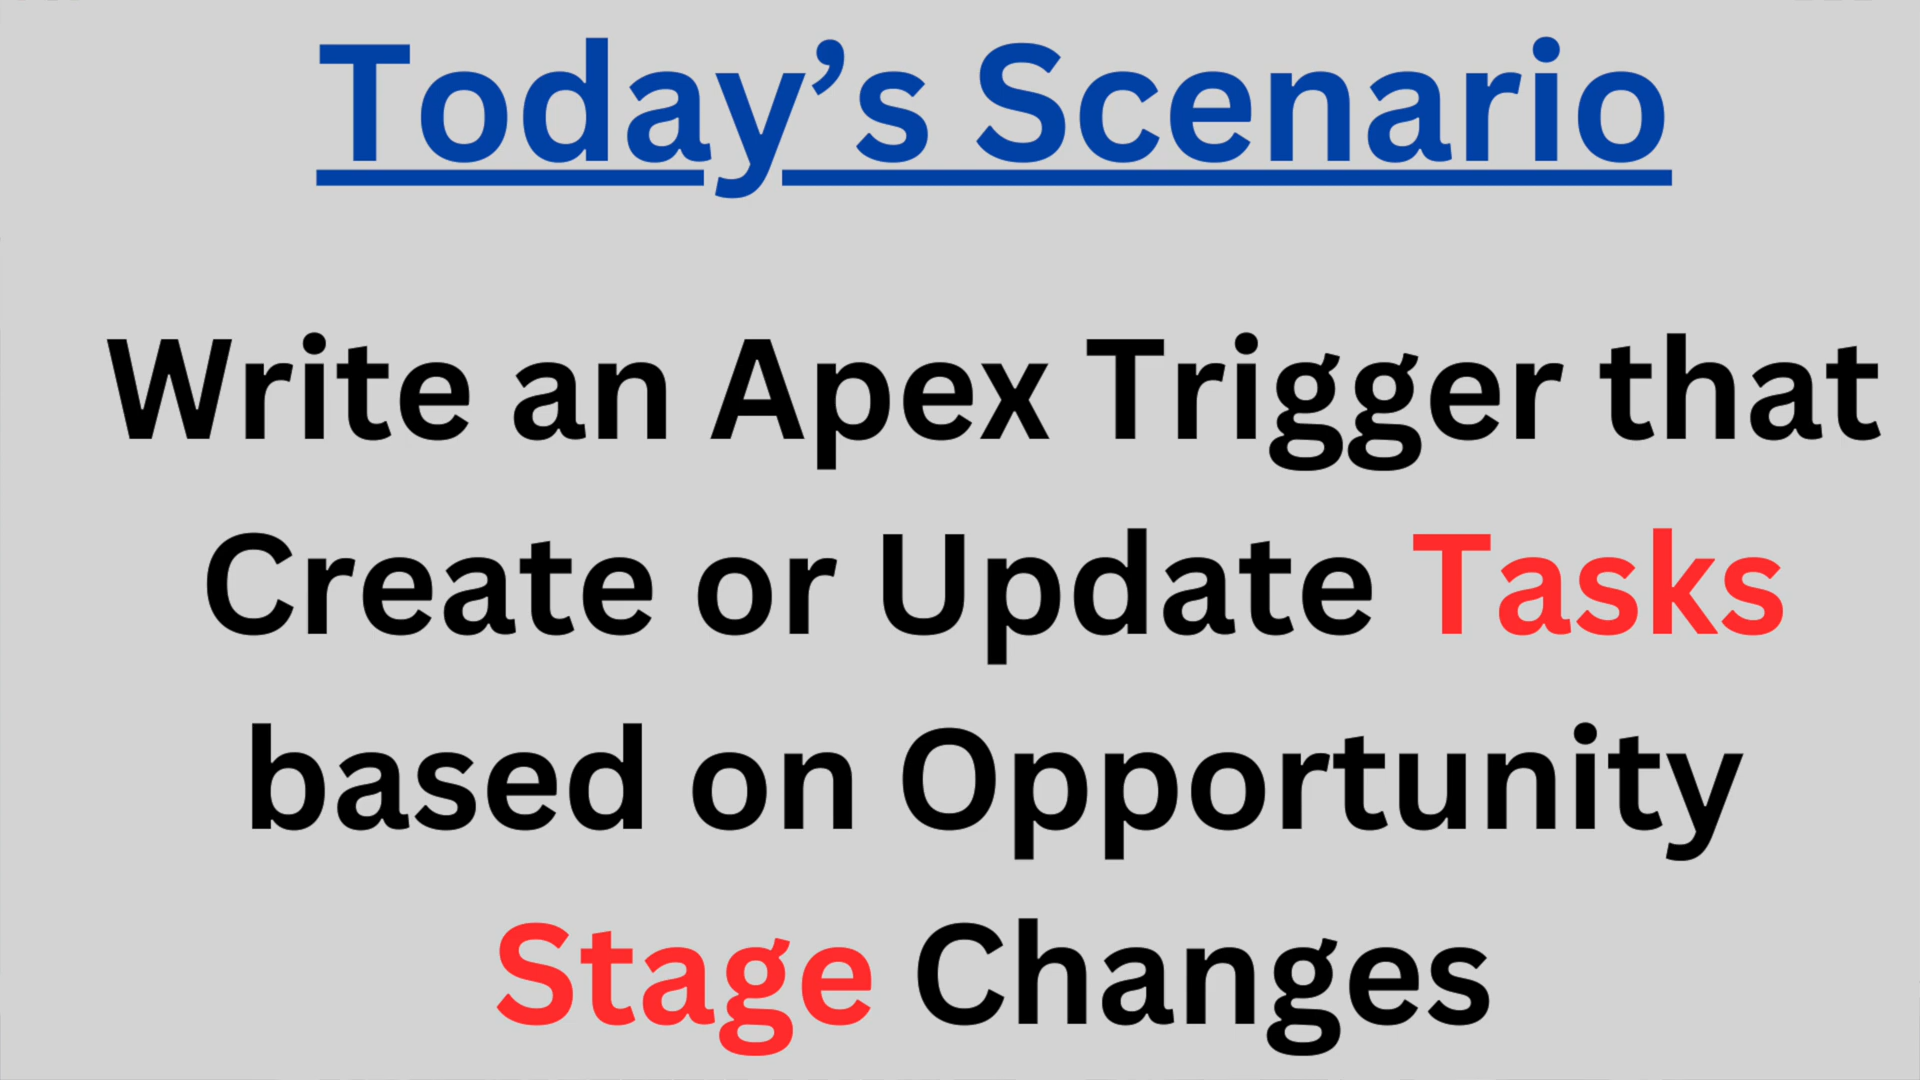 Today’s Scenario
Write an Apex Trigger that
Create or Update Tasks
based on Opportunity
Stage Changes